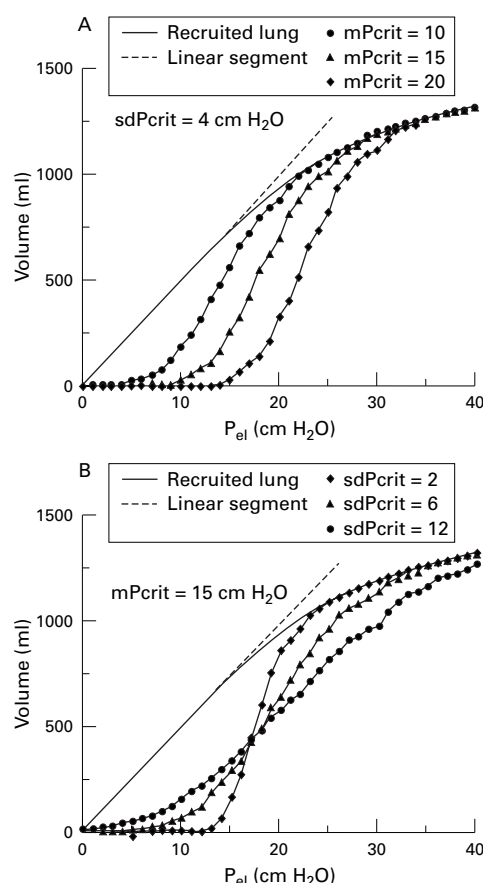 A
Recruited lung
Linear segment
mPcrit = 10
mPcrit = 15
mPcrit = 20
sdPcrit = 4 cm H₂O
Volume (ml)
1500
1000
500
0
0 10 20 30 40
Pₑₗ (cm H₂O)
B
Recruited lung
Linear segment
sdPcrit = 2
sdPcrit = 6
sdPcrit = 12
mPcrit = 15 cm H₂O
Volume (ml)
1500
1000
500
0
0 10 20 30 40
Pₑₗ (cm H₂O)